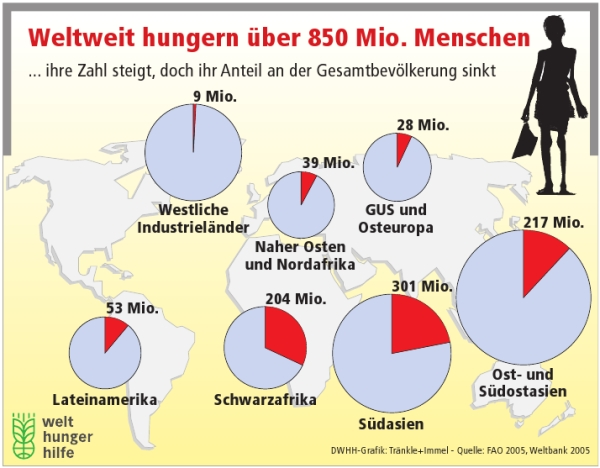 Weltweit hungern über 850 Mio. Menschen
... ihre Zahl steigt, doch ihr Anteil an der Gesamtbevölkerung sinkt
9 Mio.
Westliche
Industrieländer
39 Mio.
Naher Osten
und Nordafrika
28 Mio.
GUS und
Osteuropa
217 Mio.
Ost- und
Südostasien
53 Mio.
Lateinamerika
204 Mio.
Schwarzafrika
301 Mio.
Südasien
welt
hunger
hilfe
DWHH-Grafik: Tränkle+Immel - Quelle: FAO 2005, Weltbank 2005